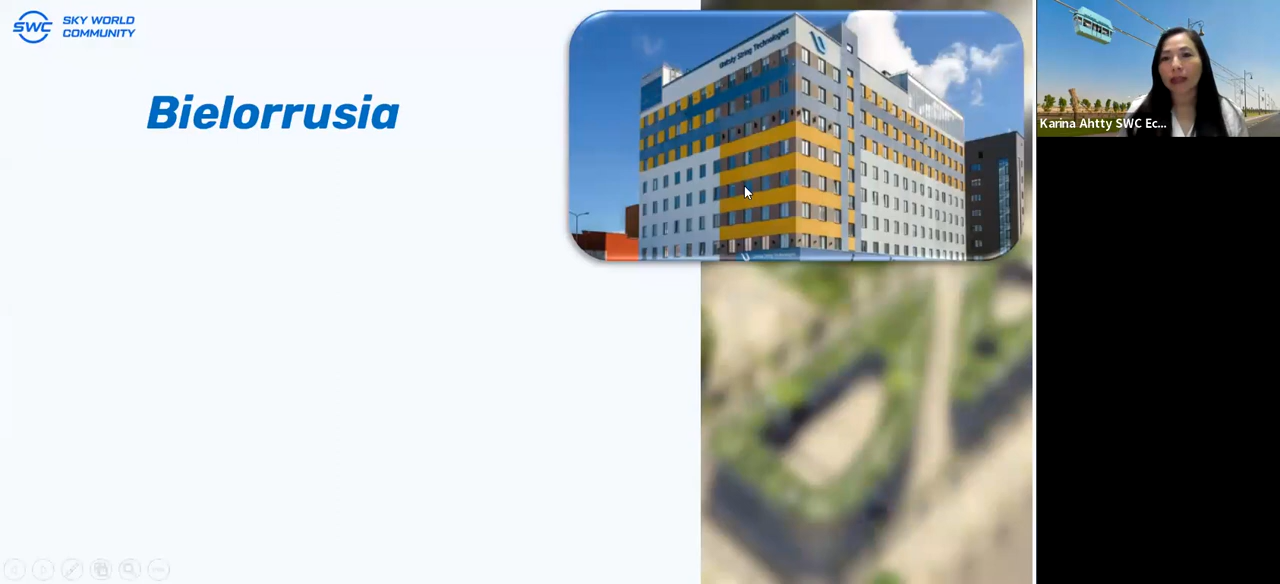 SWC
SKY WORLD
COMMUNITY
Bielorrusia
Unitsky String Technologies
Karina Ahtty SWC Ec...